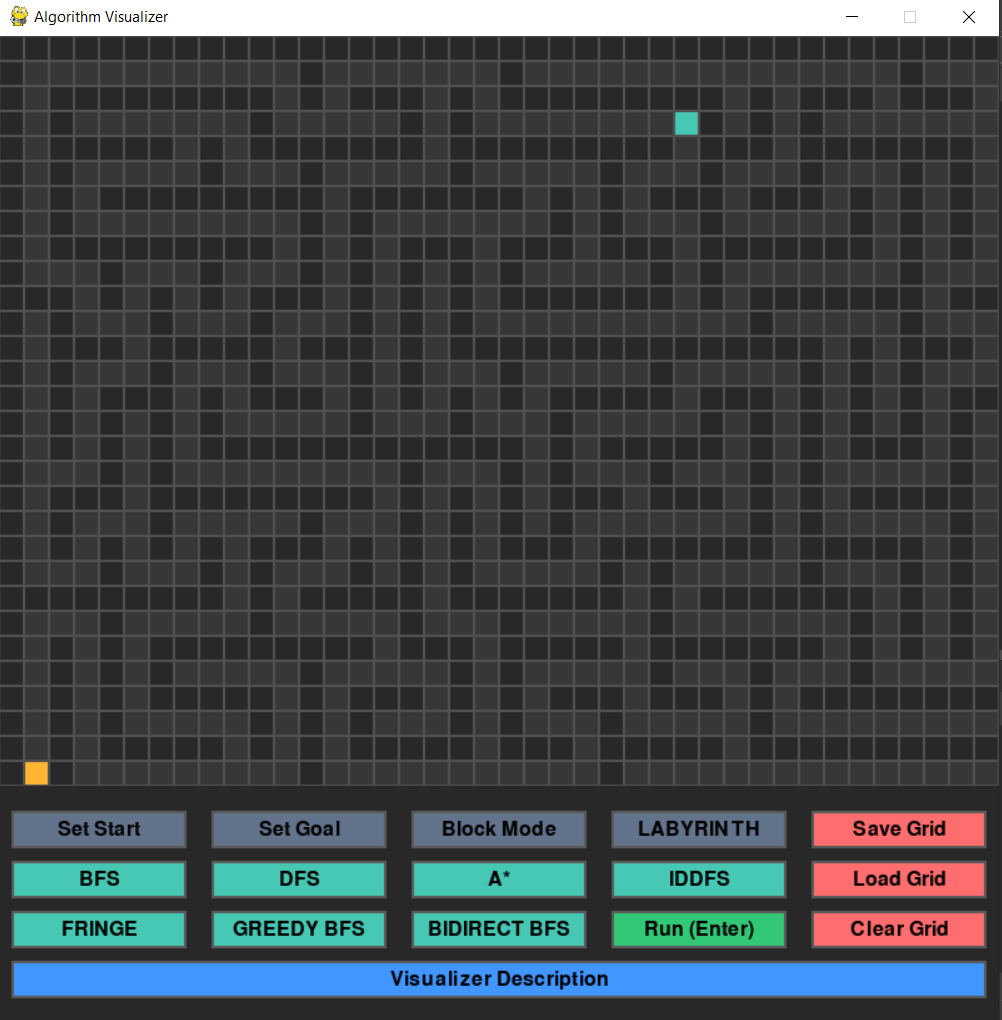 Algorithm Visualizer
Set Start
Set Goal
Block Mode
LABYRINTH
Save Grid
BFS
DFS
A*
IDDFS
Load Grid
FRINGE
GREEDY BFS
BIDIRECT BFS
Run (Enter)
Clear Grid
Visualizer Description